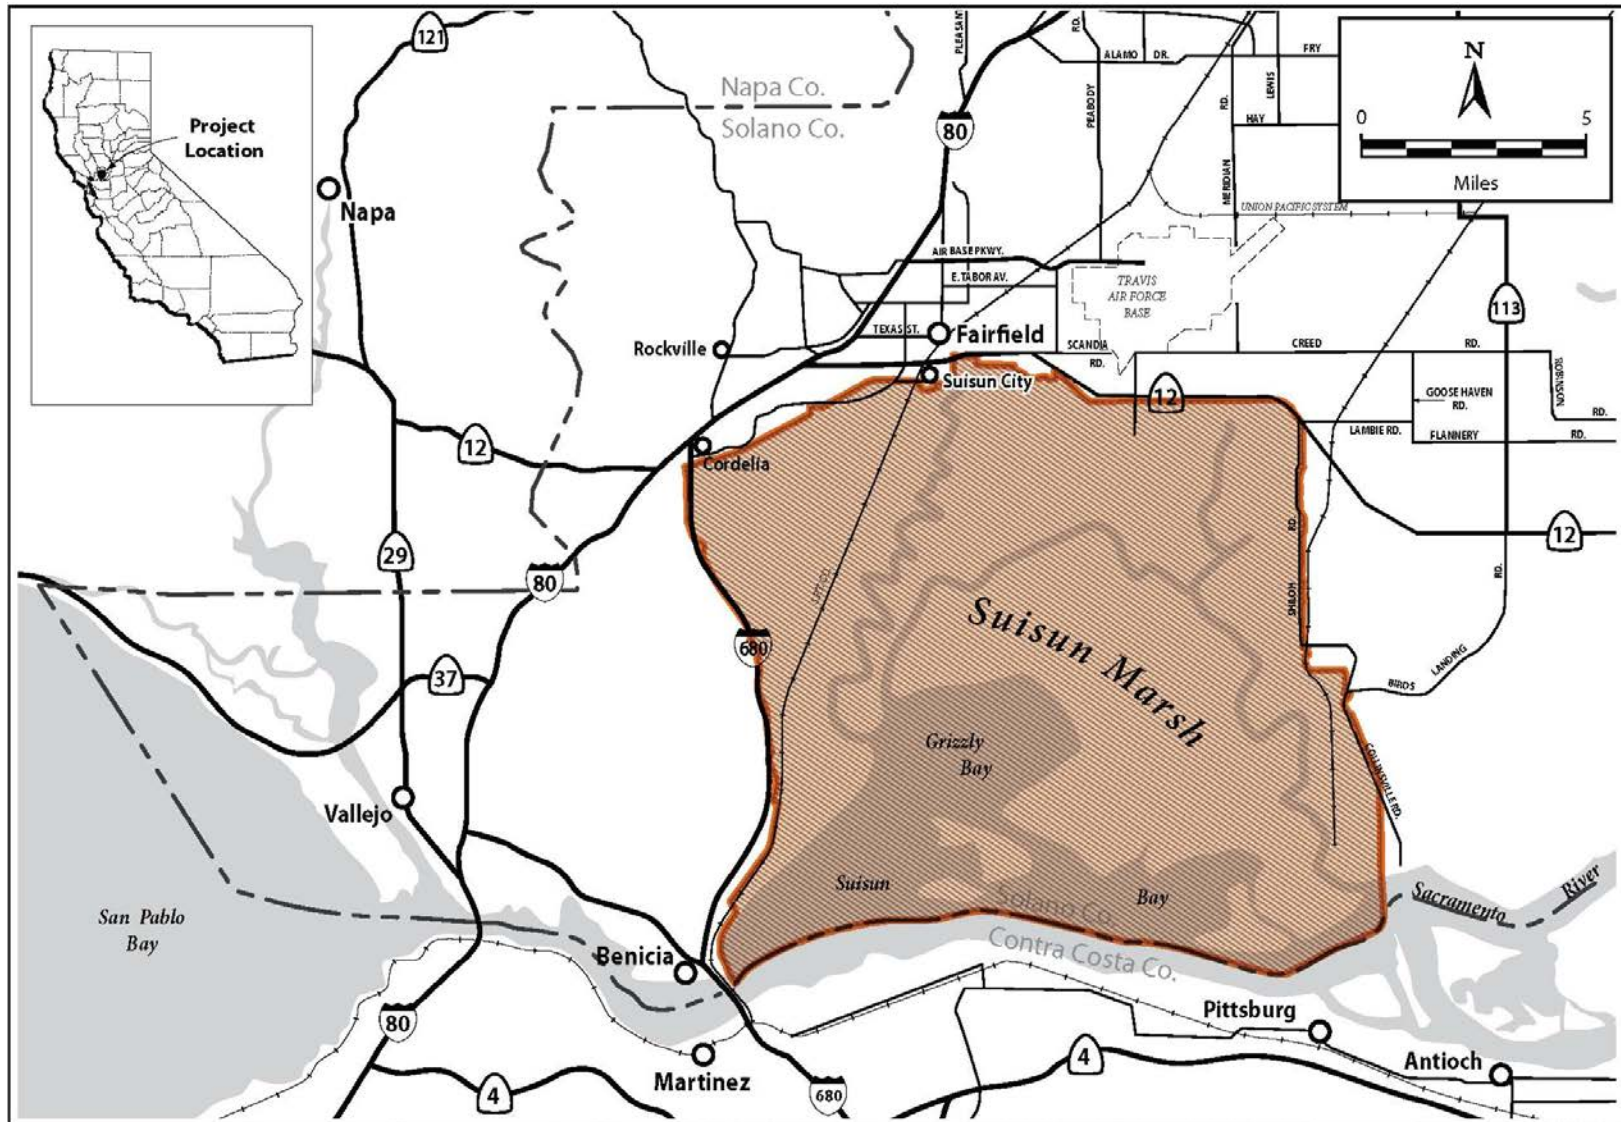 121
PLEASANT
RD.
ALAMO DR.
FRY
N
0 5
Miles
Napa Co.
Solano Co.
80
PEABODY
RD.
LEWIS
HAY
MERIDIAN
Project
Location
Napa
UNION PACIFIC SYSTEM
AIR BASE PKWY.
E. TABOR AV.
TRAVIS
AIR FORCE
BASE
113
TEXAS ST.
Fairfield
Rockville
SCANDIA
RD.
CREED
RD.
ROBINSON
Suisun City
12
GOOSE HAVEN
RD.
RD.
LAMBIE RD.
FLANNERY
RD.
12
Cordelia
RD.
12
29
80
RD.
SHILOH
Suisun Marsh
680
37
BIRDS
LANDING
Grizzly
Bay
COLLINSVILLE RD.
Vallejo
Suisun
Bay
Solano Co.
Contra Costa Co.
Sacramento
River
San Pablo
Bay
Benicia
80
Pittsburg
Martinez
4
4
Antioch
680